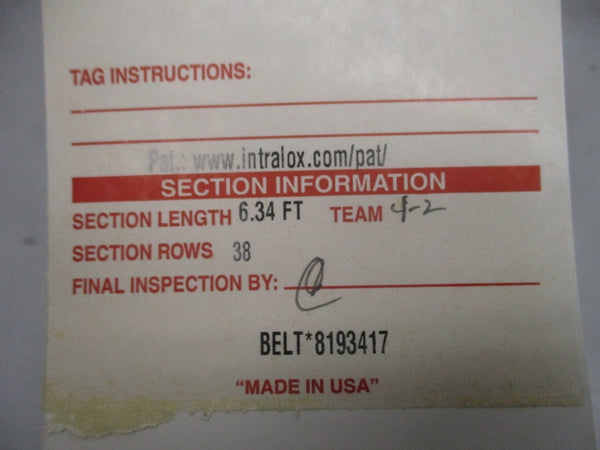 TAG INSTRUCTIONS:
Pat.: www.intralox.com/pat/
SECTION INFORMATION
SECTION LENGTH 6.34 FT TEAM 4-2
SECTION ROWS 38
FINAL INSPECTION BY:
BELT*8193417
"MADE IN USA"